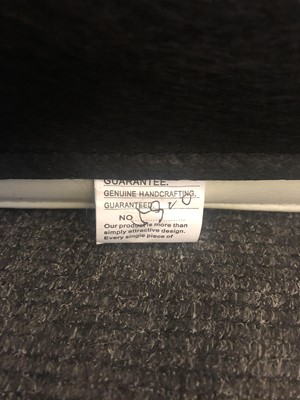 GUARANTEE.
GENUINE HANDCRAFTING.
GUARANTEED
NO
Our product is more than
simply attractive design.
Every single piece of